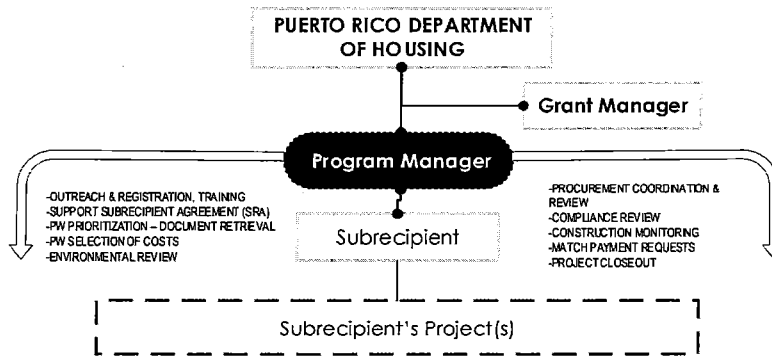 PUERTO RICO DEPARTMENT
OF HOUSING
Grant Manager
Program Manager
-OUTREACH & REGISTRATION, TRAINING
-SUPPORT SUBRECIPIENT AGREEMENT (SRA)
-PW PRIORITIZATION – DOCUMENT RETRIEVAL
-PW SELECTION OF COSTS
-ENVIRONMENTAL REVIEW
-PROCUREMENT COORDINATION &
REVIEW
-COMPLIANCE REVIEW
-CONSTRUCTION MONITORING
-MATCH PAYMENT REQUESTS
-PROJECT CLOSEOUT
Subrecipient
Subrecipient's Project(s)